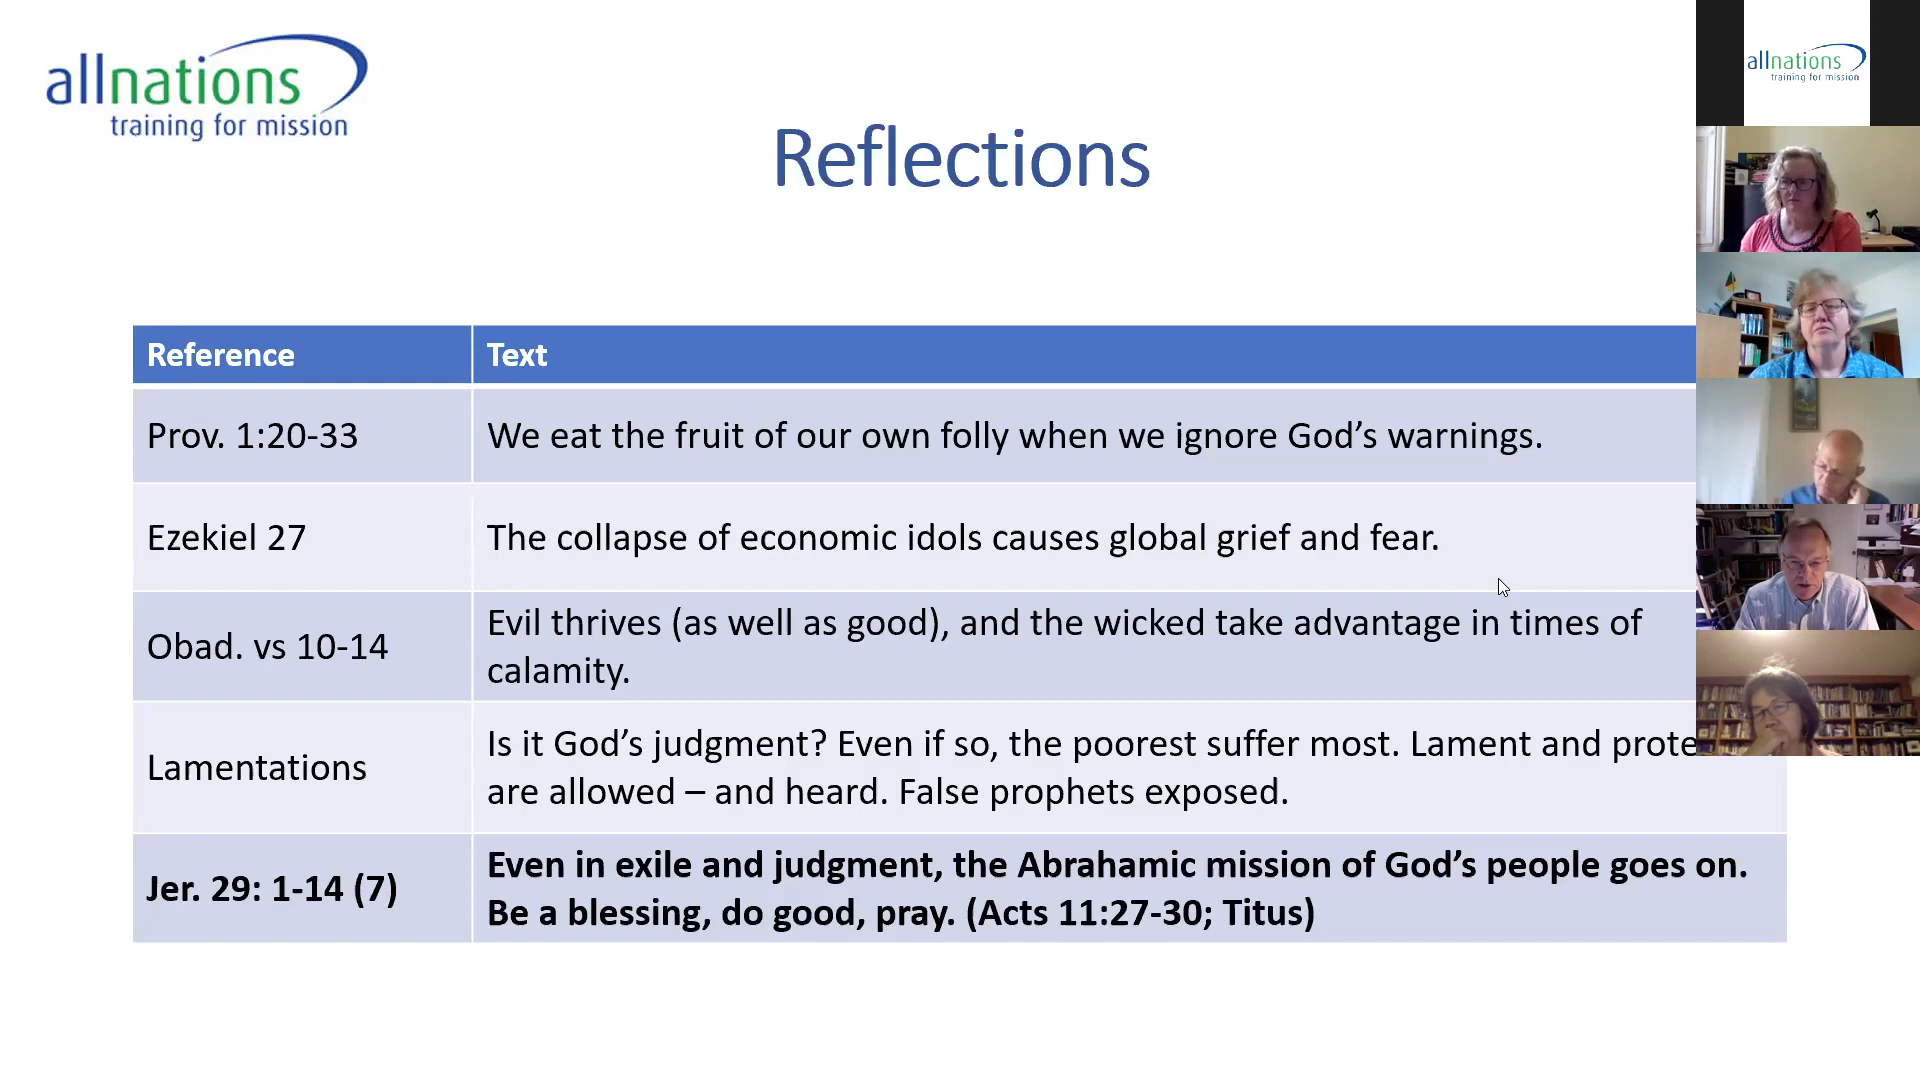 allnations
training for mission
Reflections
Reference
Text
Prov. 1:20-33
We eat the fruit of our own folly when we ignore God's warnings.
Ezekiel 27
The collapse of economic idols causes global grief and fear.
Obad. vs 10-14
Evil thrives (as well as good), and the wicked take advantage in times of
calamity.
Lamentations
Is it God's judgment? Even if so, the poorest suffer most. Lament and
are allowed – and heard. False prophets exposed.
Jer. 29: 1-14 (7)
Even in exile and judgment, the Abrahamic mission of God's people goes on.
Be a blessing, do good, pray. (Acts 11:27-30; Titus)
allnations
training for mission